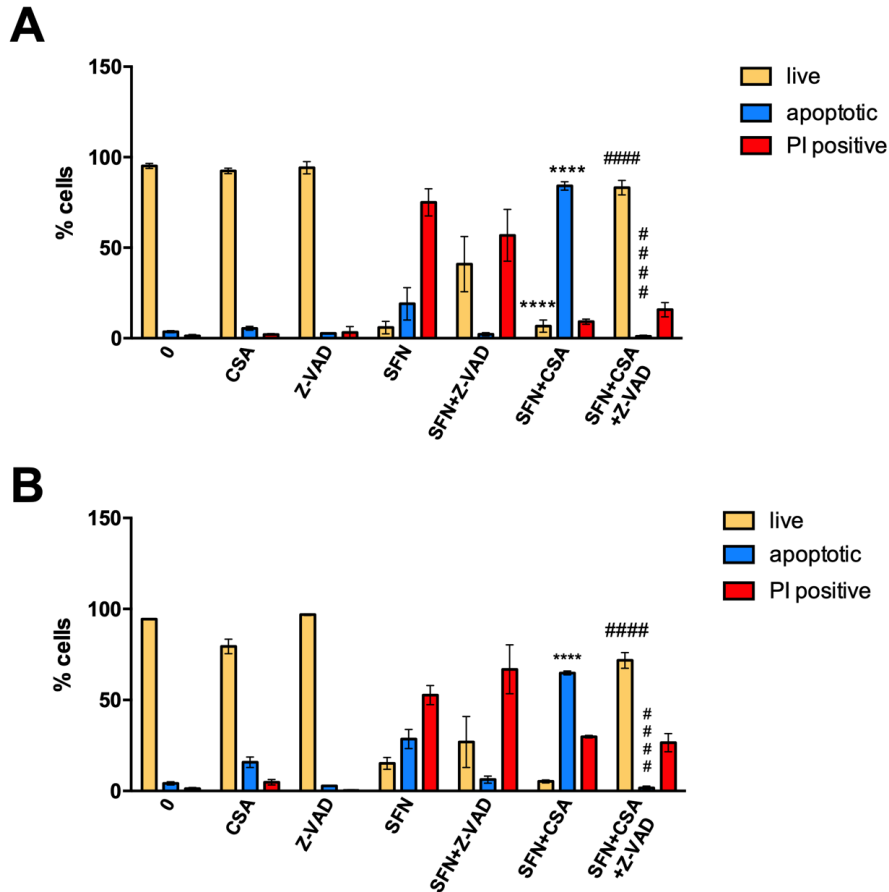 A
150
100
50
0
% cells
live
apoptotic
PI positive
****
****
####
#
#
#
#
0
CSA
Z-VAD
SFN
SFN+Z-VAD
SFN+CSA
SFN+CSA
+Z-VAD
B
150
100
50
0
% cells
live
apoptotic
PI positive
****
####
#
#
#
#
0
CSA
Z-VAD
SFN
SFN+Z-VAD
SFN+CSA
SFN+CSA
+Z-VAD